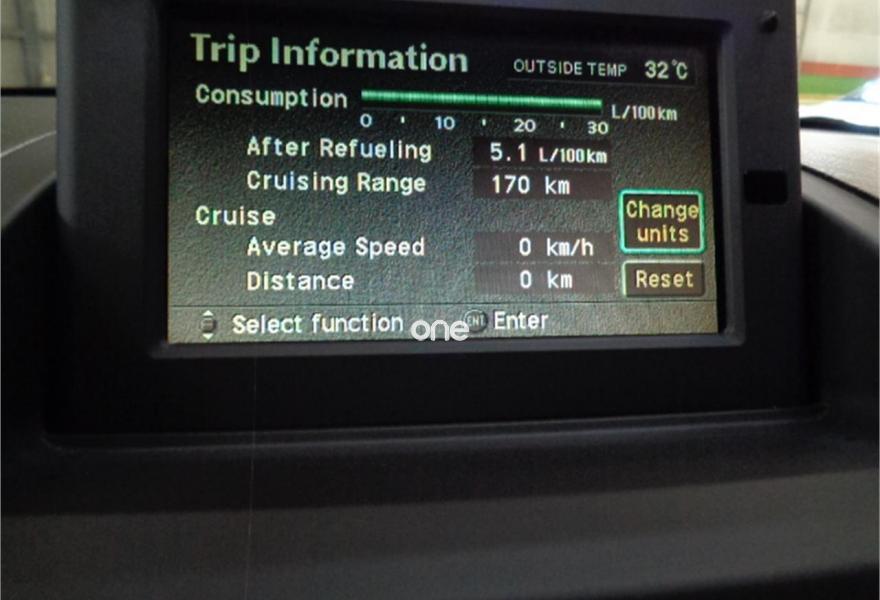 Trip Information OUTSIDE TEMP 32°C
Consumption L/100km
0 10 20 30
After Refueling 5.1 L/100km
Cruising Range 170 km
Cruise
Change
units
Average Speed 0 km/h
Distance 0 km
Reset
Select function one ENT Enter